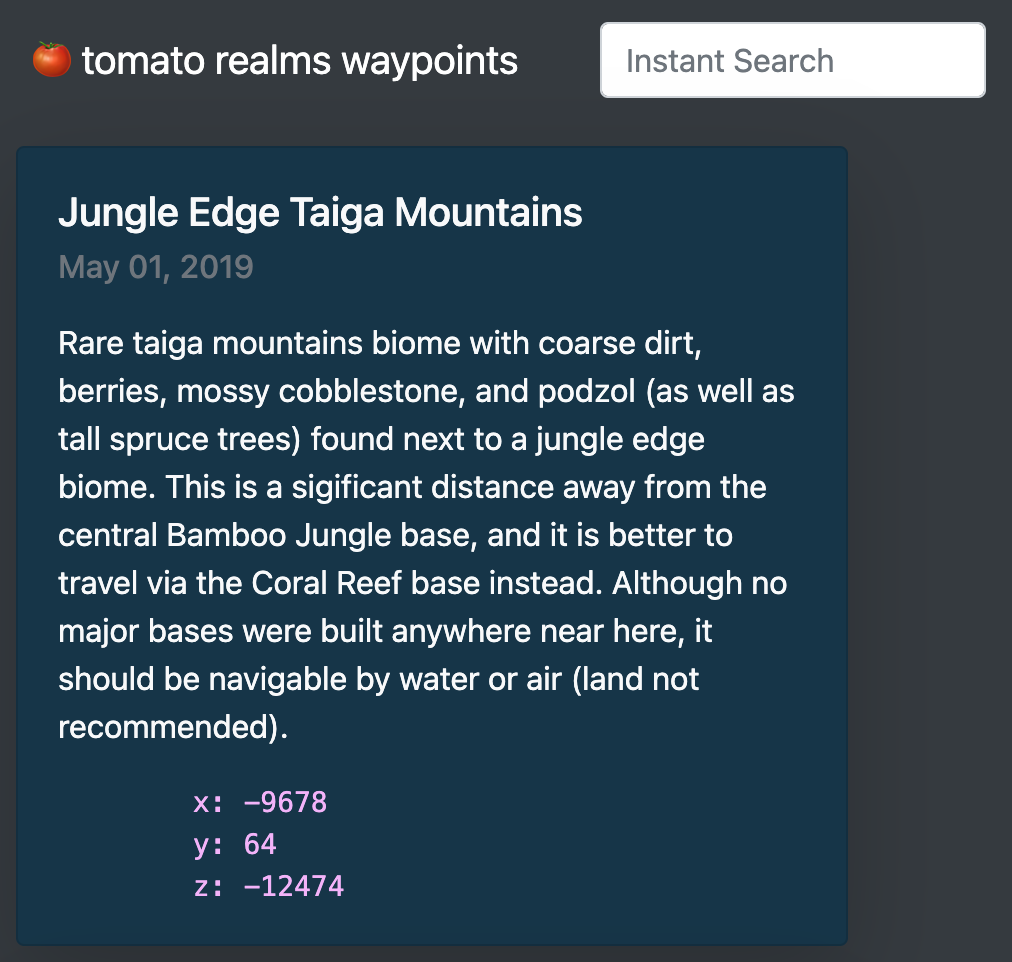 🍅 tomato realms waypoints
Instant Search
Jungle Edge Taiga Mountains
May 01, 2019
Rare taiga mountains biome with coarse dirt,
berries, mossy cobblestone, and podzol (as well as
tall spruce trees) found next to a jungle edge
biome. This is a sigificant distance away from the
central Bamboo Jungle base, and it is better to
travel via the Coral Reef base instead. Although no
major bases were built anywhere near here, it
should be navigable by water or air (land not
recommended).
x: -9678
y: 64
z: -12474